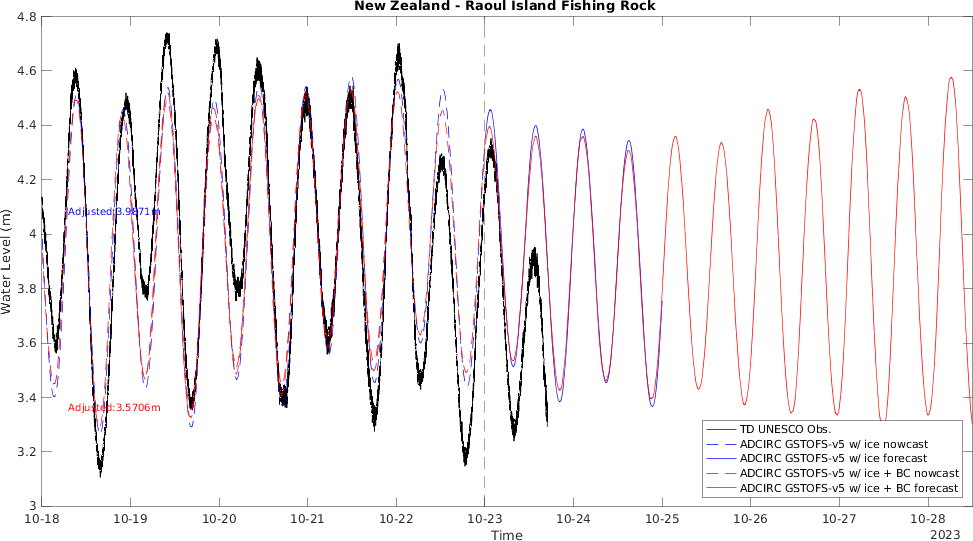 New Zealand - Raoul Island Fishing Rock
4.8
4.6
4.4
4.2
4
3.8
3.6
3.4
3.2
3
Water Level (m)
Adjusted:3.9871m
Adjusted:3.5706m
TD UNESCO Obs.
ADCIRC GSTOFS-v5 w/ ice nowcast
ADCIRC GSTOFS-v5 w/ ice forecast
ADCIRC GSTOFS-v5 w/ ice + BC nowcast
ADCIRC GSTOFS-v5 w/ ice + BC forecast
10-18 10-19 10-20 10-21 10-22 10-23 10-24 10-25 10-26 10-27 10-28
2023
Time